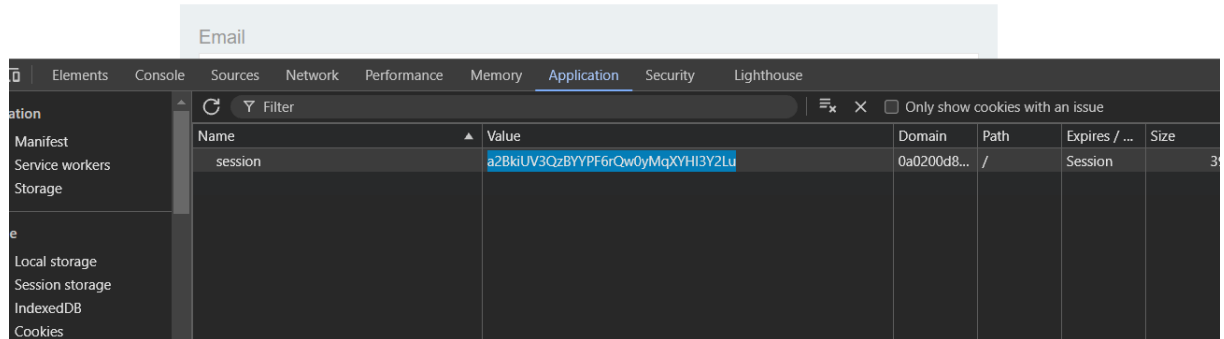 Email
Elements Console Sources Network Performance Memory Application Security Lighthouse
ation
Filter
Only show cookies with an issue
Manifest
Service workers
Storage
Name Value Domain Path Expires / ... Size
session a2BkiUV3QzBYYPF6rQw0yMqXYHI3Y2Lu 0a0200d8... / Session 39
e
Local storage
Session storage
IndexedDB
Cookies